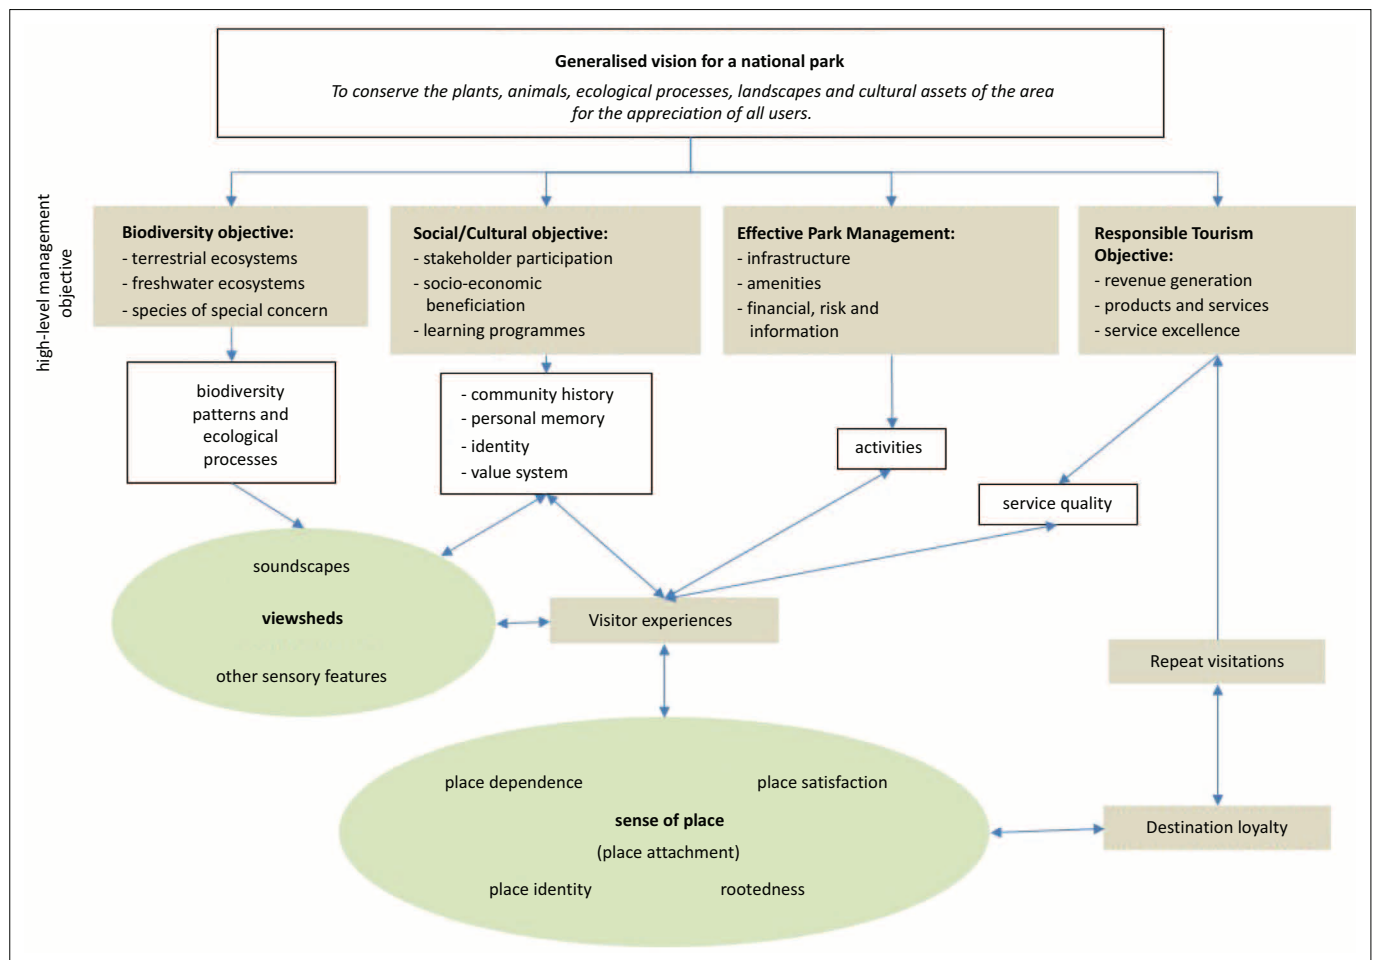 Generalised vision for a national park
To conserve the plants, animals, ecological processes, landscapes and cultural assets of the area
for the appreciation of all users.
high-level management
objective
Biodiversity objective:
- terrestrial ecosystems
- freshwater ecosystems
- species of special concern
Social/Cultural objective:
- stakeholder participation
- socio-economic
beneficiation
- learning programmes
Effective Park Management:
- infrastructure
- amenities
- financial, risk and
information
Responsible Tourism
Objective:
- revenue generation
- products and services
- service excellence
biodiversity
patterns and
ecological
processes
- community history
- personal memory
- identity
- value system
activities
service quality
soundscapes
viewsheds
other sensory features
Visitor experiences
Repeat visitations
place dependence
place satisfaction
sense of place
(place attachment)
place identity
rootedness
Destination loyalty